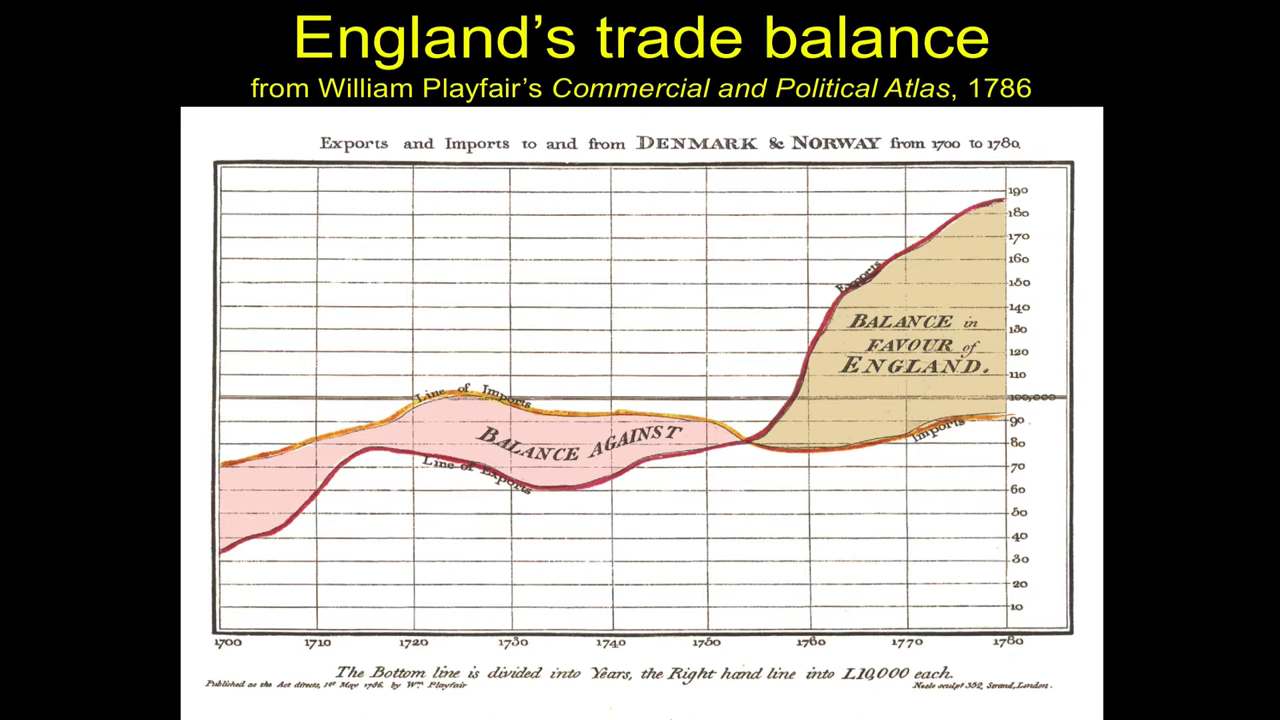 England's trade balance
from William Playfair's Commercial and Political Atlas, 1786
Exports and Imports to and from DENMARK & NORWAY from 1700 to 1780.
190
180
170
160
150
140
130
120
110
100,000
90
80
70
60
50
40
30
20
10
Exports
BALANCE in
FAVOUR of
ENGLAND.
Line of Imports
BALANCE AGAINST
Imports
Line of Exports
1700 1710 1720 1730 1740 1750 1760 1770 1780
The Bottom line is divided into Years, the Right hand line into L10,000 each.
Published as the Act directs, 1st May 1786, by Wm. Playfair
Neele sculpt 352, Strand, London.